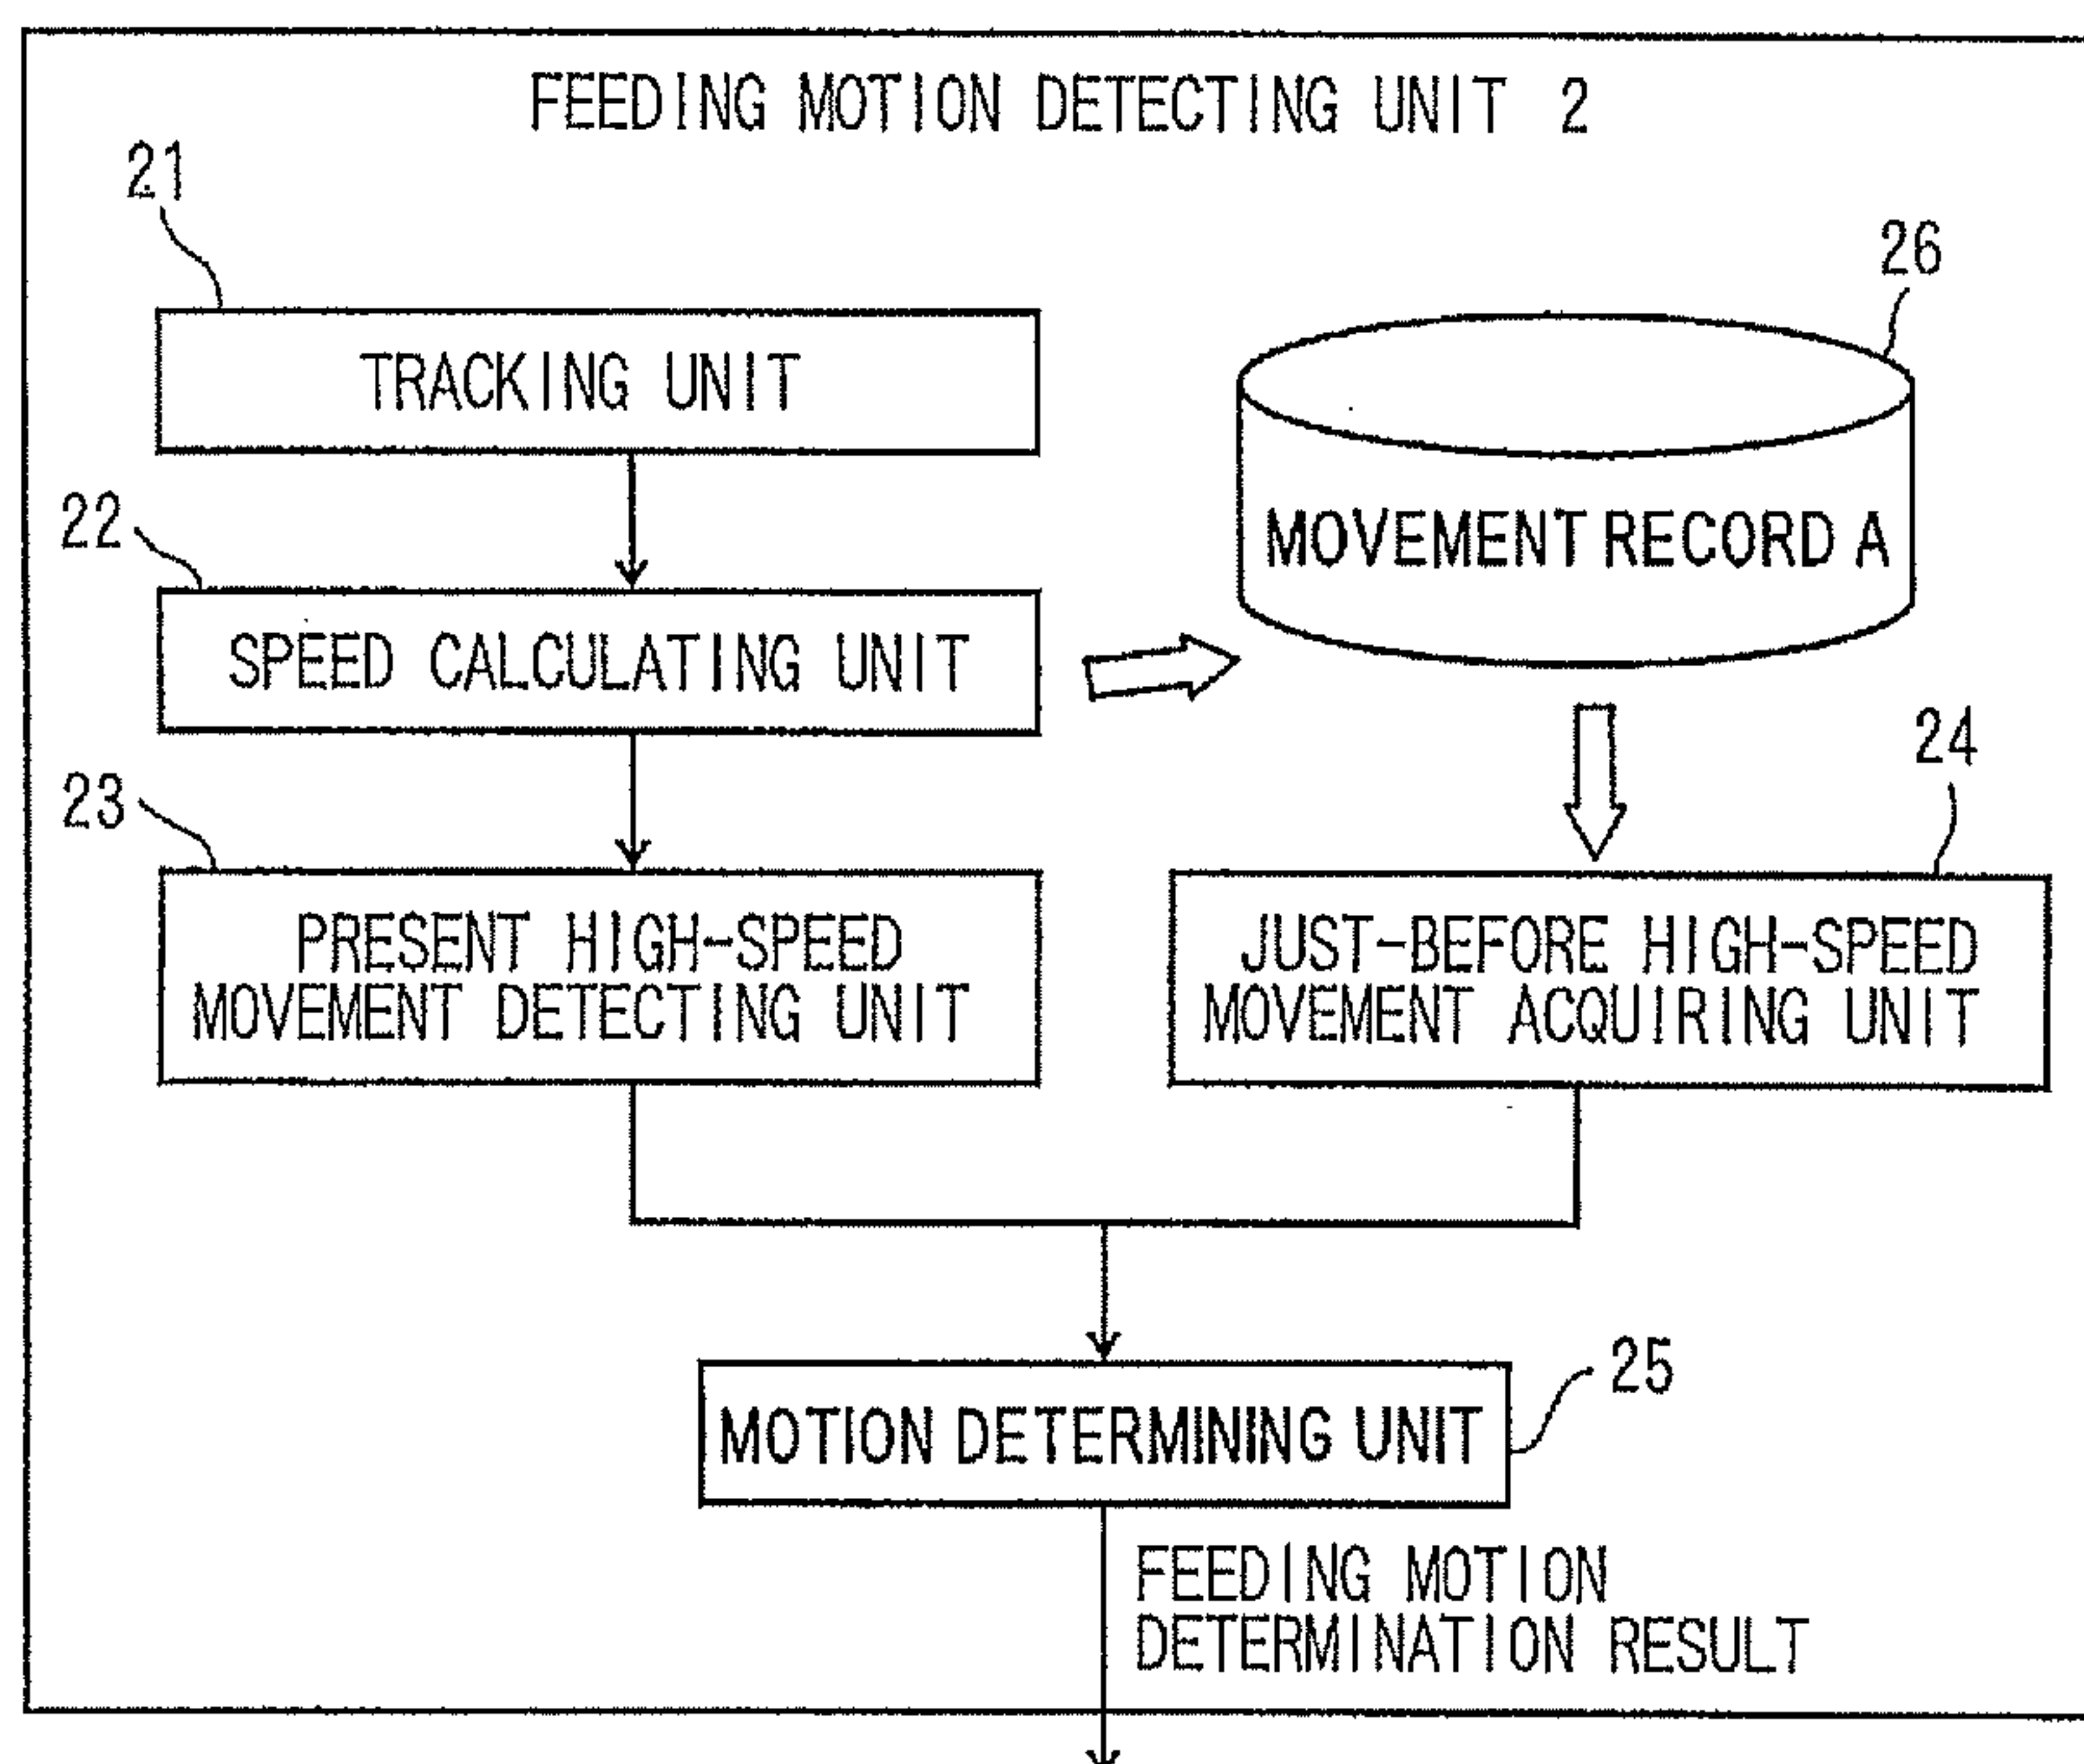 FEEDING MOTION DETECTING UNIT 2
21
TRACKING UNIT
26
MOVEMENT RECORD A
22
SPEED CALCULATING UNIT
23
PRESENT HIGH-SPEED
MOVEMENT DETECTING UNIT
24
JUST-BEFORE HIGH-SPEED
MOVEMENT ACQUIRING UNIT
MOTION DETERMINING UNIT
25
FEEDING MOTION
DETERMINATION RESULT